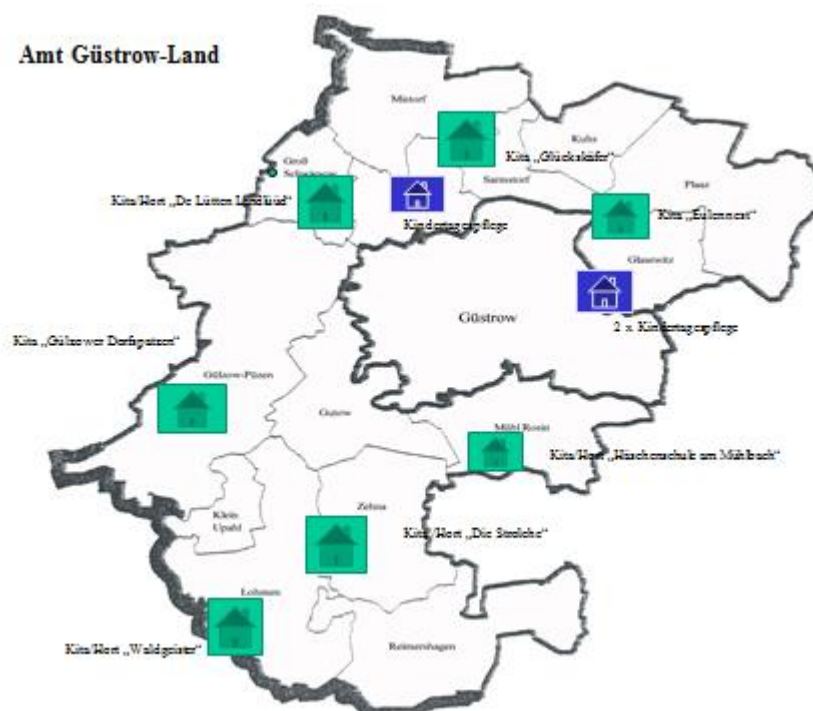 Amt Güstrow-Land
Mistorf
Kuhs
Kita „Glückskäfer“
Groß
Schwiesow
Sarmstorf
Plaaz
Kita/Hort „De Lütten Landlüüd“
Kindertagespflege
Kita „Eulennest“
Glasewitz
Güstrow
2 x Kindertagespflege
Kita „Gülzower Dorfspatzen“
Gülzow-Prüzen
Gutow
Mühl Rosin
Kita/Hort „Häschenschule am Mühlbach“
Klein
Upahl
Zehna
Kita/Hort „Die Strolche“
Lohmen
Kita/Hort „Waldgeister“
Reimershagen